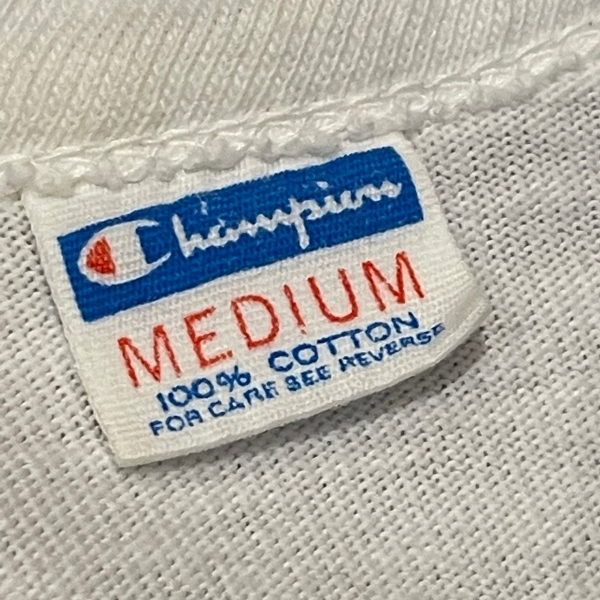 Champion
MEDIUM
100% COTTON
FOR CARE SEE REVERSE